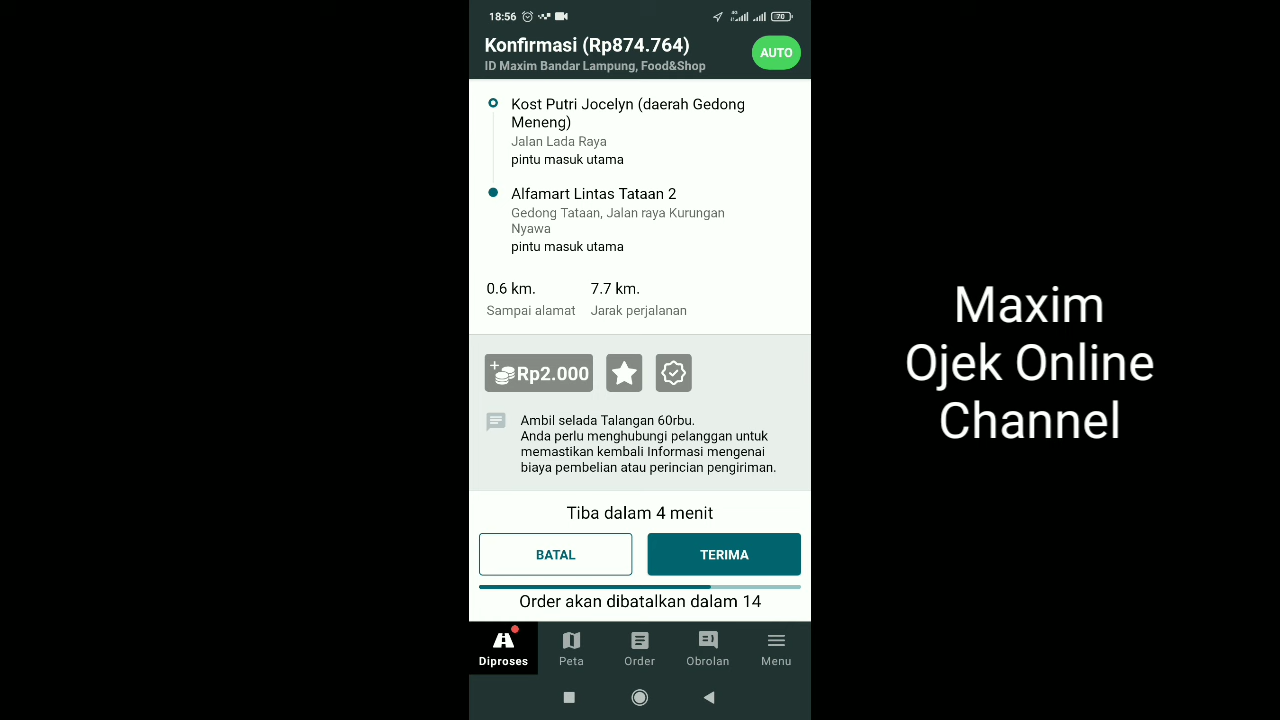 18:56
4G
70
Konfirmasi (Rp874.764)
ID Maxim Bandar Lampung, Food&Shop
AUTO
Kost Putri Jocelyn (daerah Gedong
Meneng)
Jalan Lada Raya
pintu masuk utama
Alfamart Lintas Tataan 2
Gedong Tataan, Jalan raya Kurungan
Nyawa
pintu masuk utama
0.6 km. 7.7 km.
Sampai alamat Jarak perjalanan
+Rp2.000
Ambil selada Talangan 60rbu.
Anda perlu menghubungi pelanggan untuk
memastikan kembali Informasi mengenai
biaya pembelian atau perincian pengiriman.
Tiba dalam 4 menit
BATAL TERIMA
Order akan dibatalkan dalam 14
Diproses Peta Order Obrolan Menu
Maxim
Ojek Online
Channel